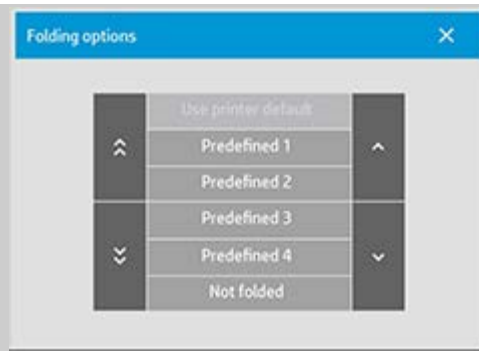 Folding options
Use printer default
Predefined 1
Predefined 2
Predefined 3
Predefined 4
Not folded